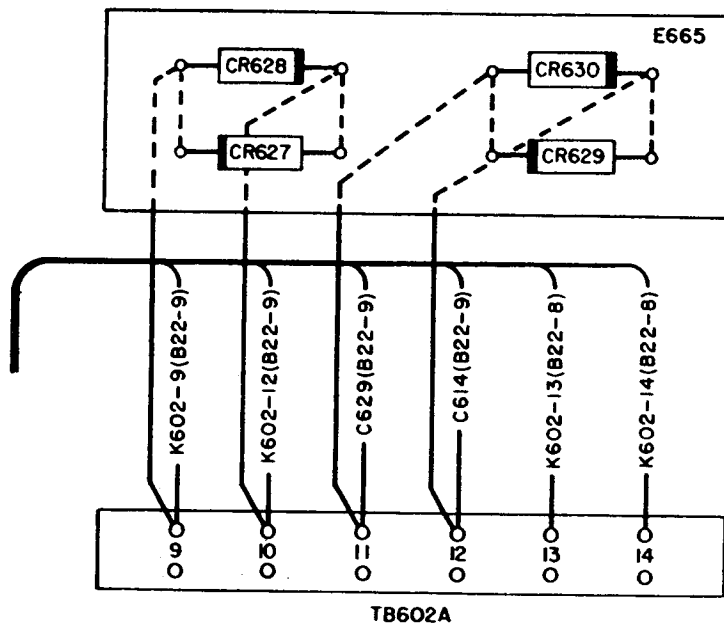 E665
CR628
CR630
CR627
CR629
K602-9(B22-9)
K602-12(B22-9)
C629(B22-9)
C614(B22-9)
K602-13(B22-8)
K602-14(B22-8)
9
10
11
12
13
14
TB602A